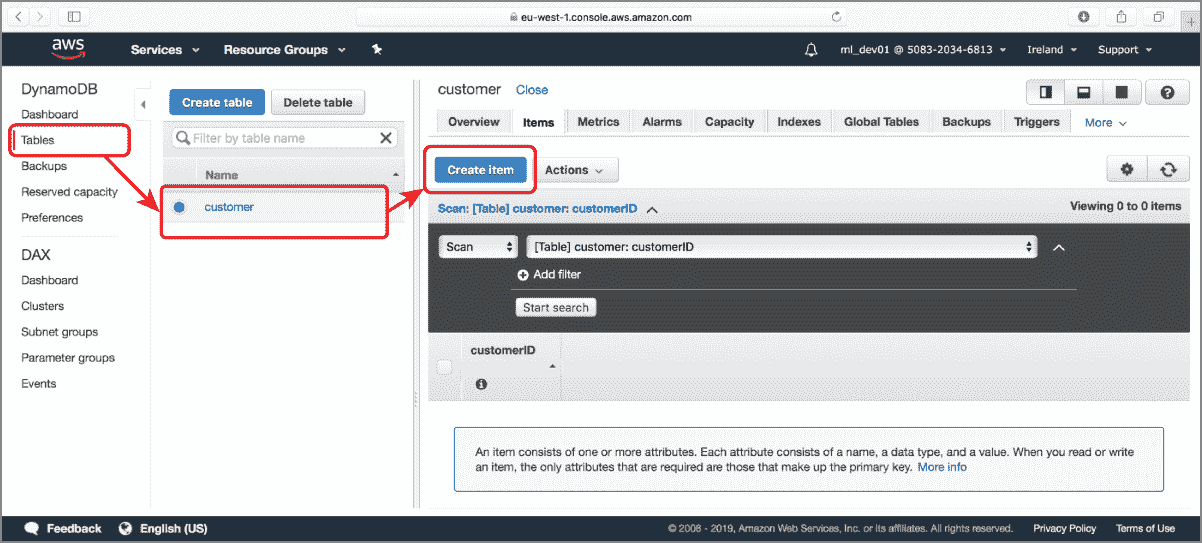 eu-west-1.console.aws.amazon.com
aws Services Resource Groups ml_dev01 @ 5083-2034-6813 Ireland Support
DynamoDB
Dashboard
Tables
Backups
Reserved capacity
Preferences
DAX
Dashboard
Clusters
Subnet groups
Parameter groups
Events
Create table Delete table
Filter by table name
Name
customer
customer Close
Overview Items Metrics Alarms Capacity Indexes Global Tables Backups Triggers More
Create item Actions
Scan: [Table] customer: customerID Viewing 0 to 0 items
Scan [Table] customer: customerID
Add filter
Start search
customerID
An item consists of one or more attributes. Each attribute consists of a name, a data type, and a value. When you read or write
an item, the only attributes that are required are those that make up the primary key. More info
Feedback English (US) © 2008 - 2019, Amazon Web Services, Inc. or its affiliates. All rights reserved. Privacy Policy Terms of Use